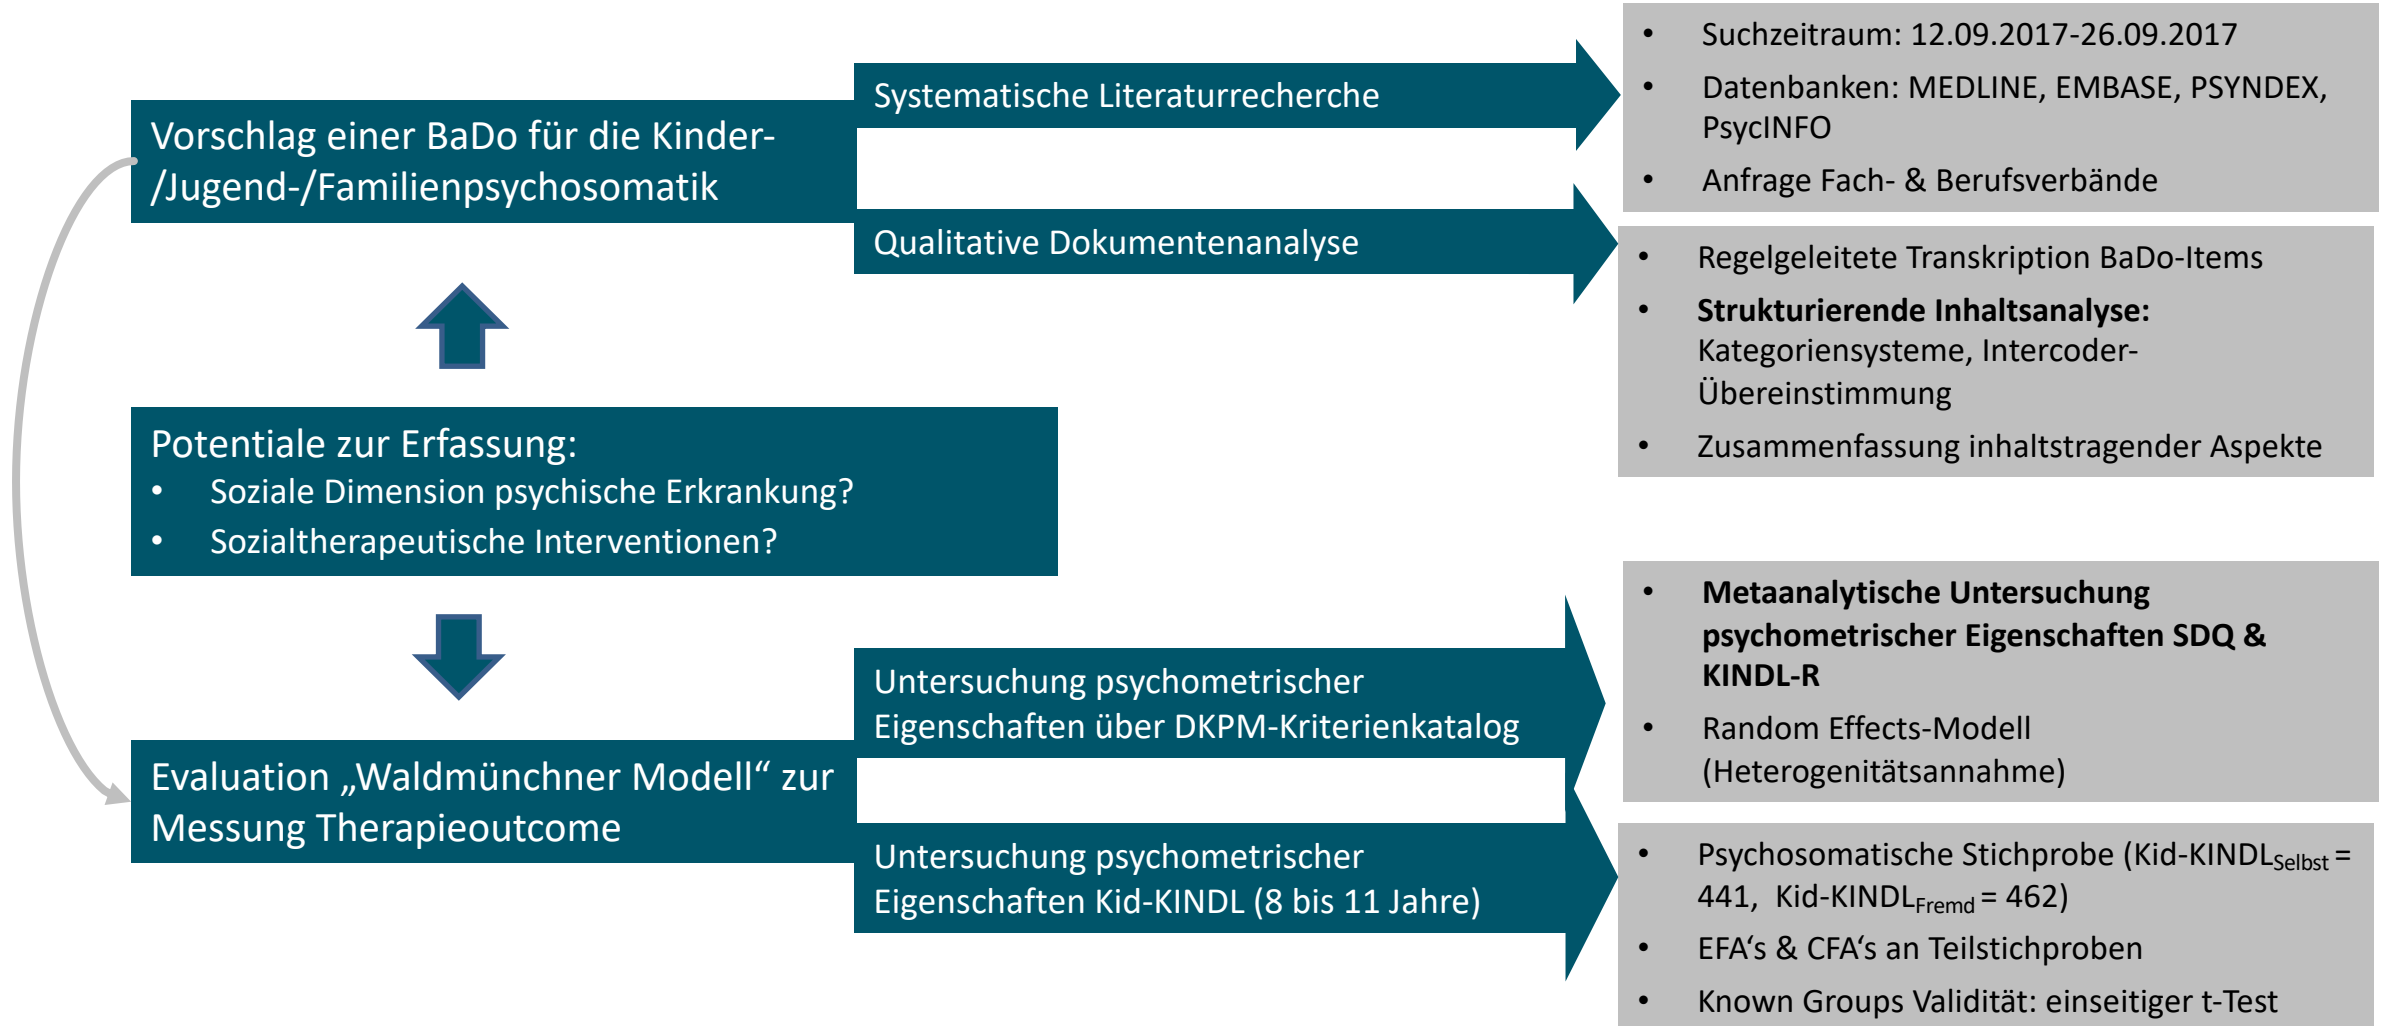 Vorschlag einer BaDo für die Kinder-
/Jugend-/Familienpsychosomatik
Systematische Literaturrecherche
• Suchzeitraum: 12.09.2017-26.09.2017
• Datenbanken: MEDLINE, EMBASE, PSYNDEX,
PsycINFO
• Anfrage Fach- & Berufsverbände
Qualitative Dokumentenanalyse
• Regelgeleitete Transkription BaDo-Items
• Strukturierende Inhaltsanalyse:
Kategoriensysteme, Intercoder-
Übereinstimmung
• Zusammenfassung inhaltstragender Aspekte
Potentiale zur Erfassung:
• Soziale Dimension psychische Erkrankung?
• Sozialtherapeutische Interventionen?
Evaluation „Waldmünchner Modell“ zur
Messung Therapieoutcome
Untersuchung psychometrischer
Eigenschaften über DKPM-Kriterienkatalog
• Metaanalytische Untersuchung
psychometrischer Eigenschaften SDQ &
KINDL-R
• Random Effects-Modell
(Heterogenitätsannahme)
Untersuchung psychometrischer
Eigenschaften Kid-KINDL (8 bis 11 Jahre)
• Psychosomatische Stichprobe (Kid-KINDLSelbst =
441, Kid-KINDLFremd = 462)
• EFA‘s & CFA‘s an Teilstichproben
• Known Groups Validität: einseitiger t-Test